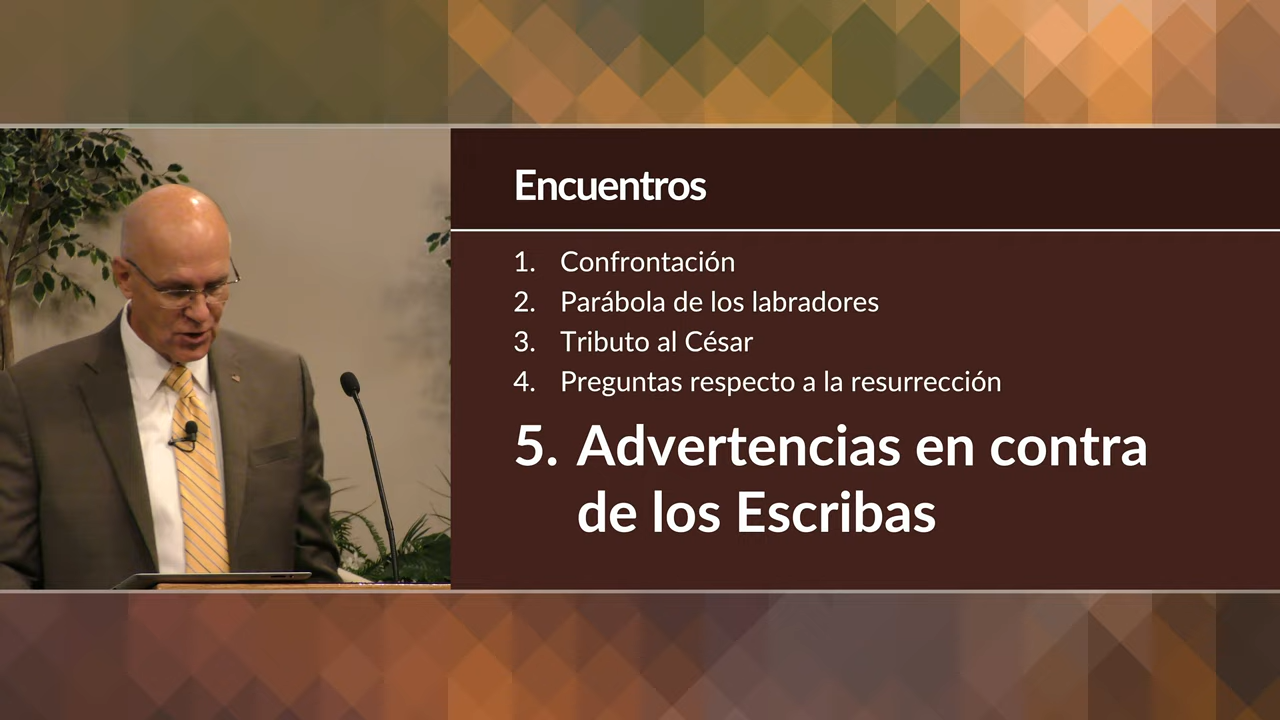 Encuentros
1. Confrontación
2. Parábola de los labradores
3. Tributo al César
4. Preguntas respecto a la resurrección
5. Advertencias en contra
de los Escribas